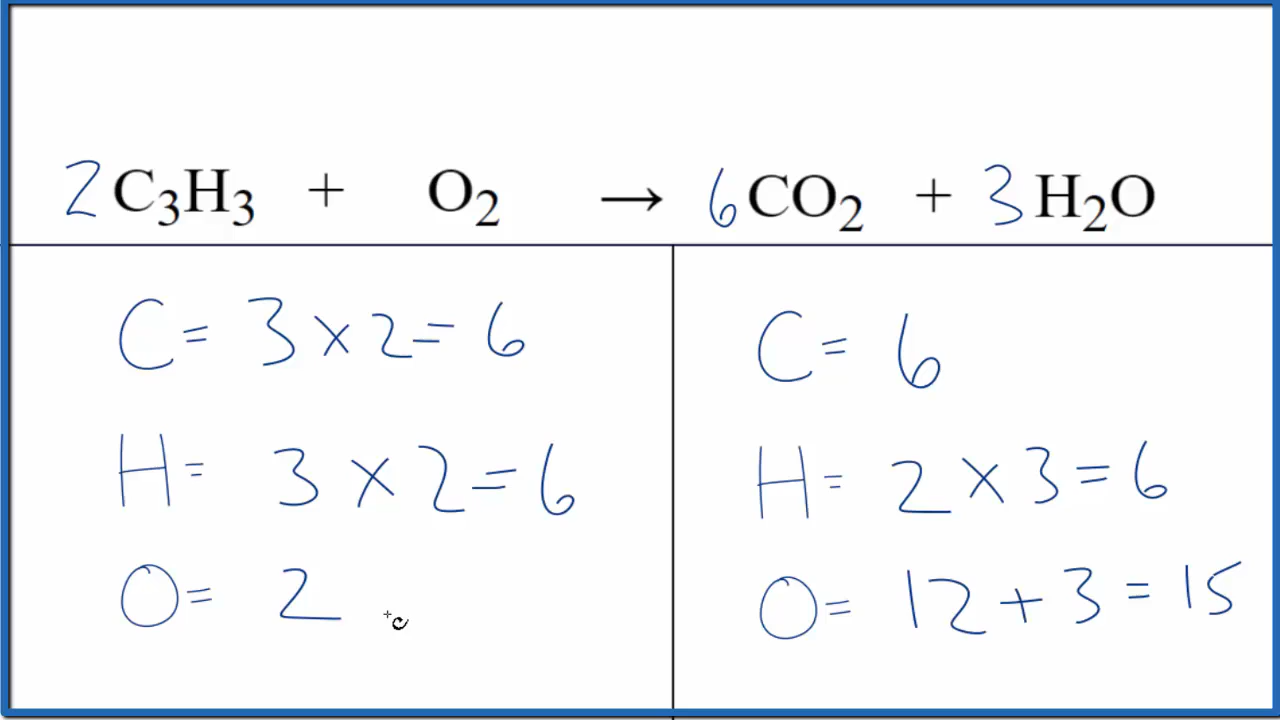 2C₃H₃ + O₂ → 6CO₂ + 3H₂O
C = 3 × 2 = 6
H = 3 × 2 = 6
O = 2
C = 6
H = 2 × 3 = 6
O = 12 + 3 = 15